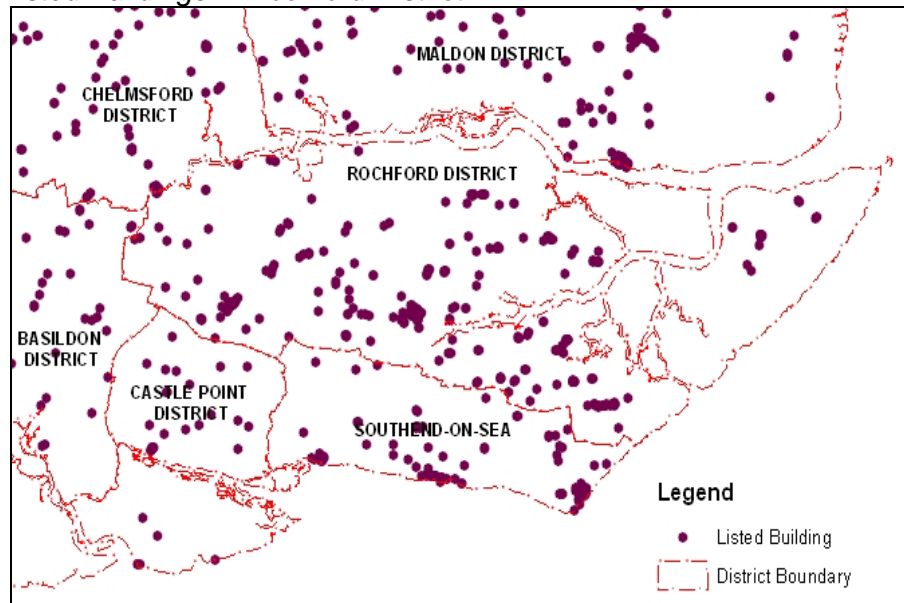 MALDON DISTRICT
CHELMSFORD
DISTRICT
ROCHFORD DISTRICT
BASILDON
DISTRICT
CASTLE POINT
DISTRICT
SOUTHEND-ON-SEA
Legend
Listed Building
District Boundary